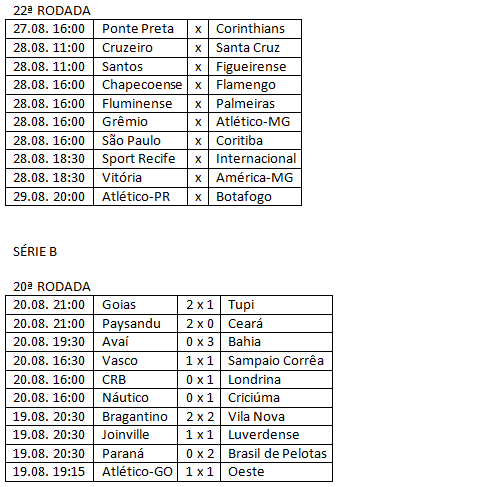 22ª RODADA
27.08. 16:00 Ponte Preta x Corinthians
28.08. 11:00 Cruzeiro x Santa Cruz
28.08. 11:00 Santos x Figueirense
28.08. 16:00 Chapecoense x Flamengo
28.08. 16:00 Fluminense x Palmeiras
28.08. 16:00 Grêmio x Atlético-MG
28.08. 16:00 São Paulo x Coritiba
28.08. 18:30 Sport Recife x Internacional
28.08. 18:30 Vitória x América-MG
29.08. 20:00 Atlético-PR x Botafogo
SÉRIE B
20ª RODADA
20.08. 21:00 Goias 2 x 1 Tupi
20.08. 21:00 Paysandu 2 x 0 Ceará
20.08. 19:30 Avaí 0 x 3 Bahia
20.08. 16:30 Vasco 1 x 1 Sampaio Corrêa
20.08. 16:00 CRB 0 x 1 Londrina
20.08. 16:00 Náutico 0 x 1 Criciúma
19.08. 20:30 Bragantino 2 x 2 Vila Nova
19.08. 20:30 Joinville 1 x 1 Luverdense
19.08. 20:30 Paraná 0 x 2 Brasil de Pelotas
19.08. 19:15 Atlético-GO 1 x 1 Oeste